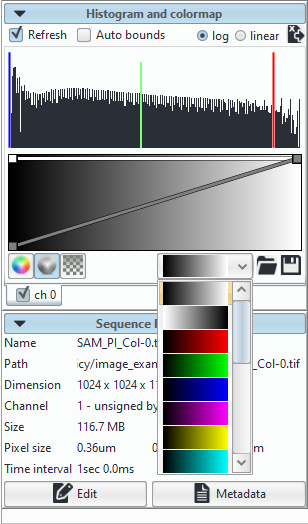 Histogram and colormap
Refresh Auto bounds log linear
ch 0
Sequence
Name SAM_PI_Col-0.ti
Path icy/image_exan _Col-0.tif
Dimension 1024 x 1024 x 1
Channel 1 - unsigned by
Size 116.7 MB
Pixel size 0.36um 0 um
Time interval 1sec 0.0ms
Edit Metadata